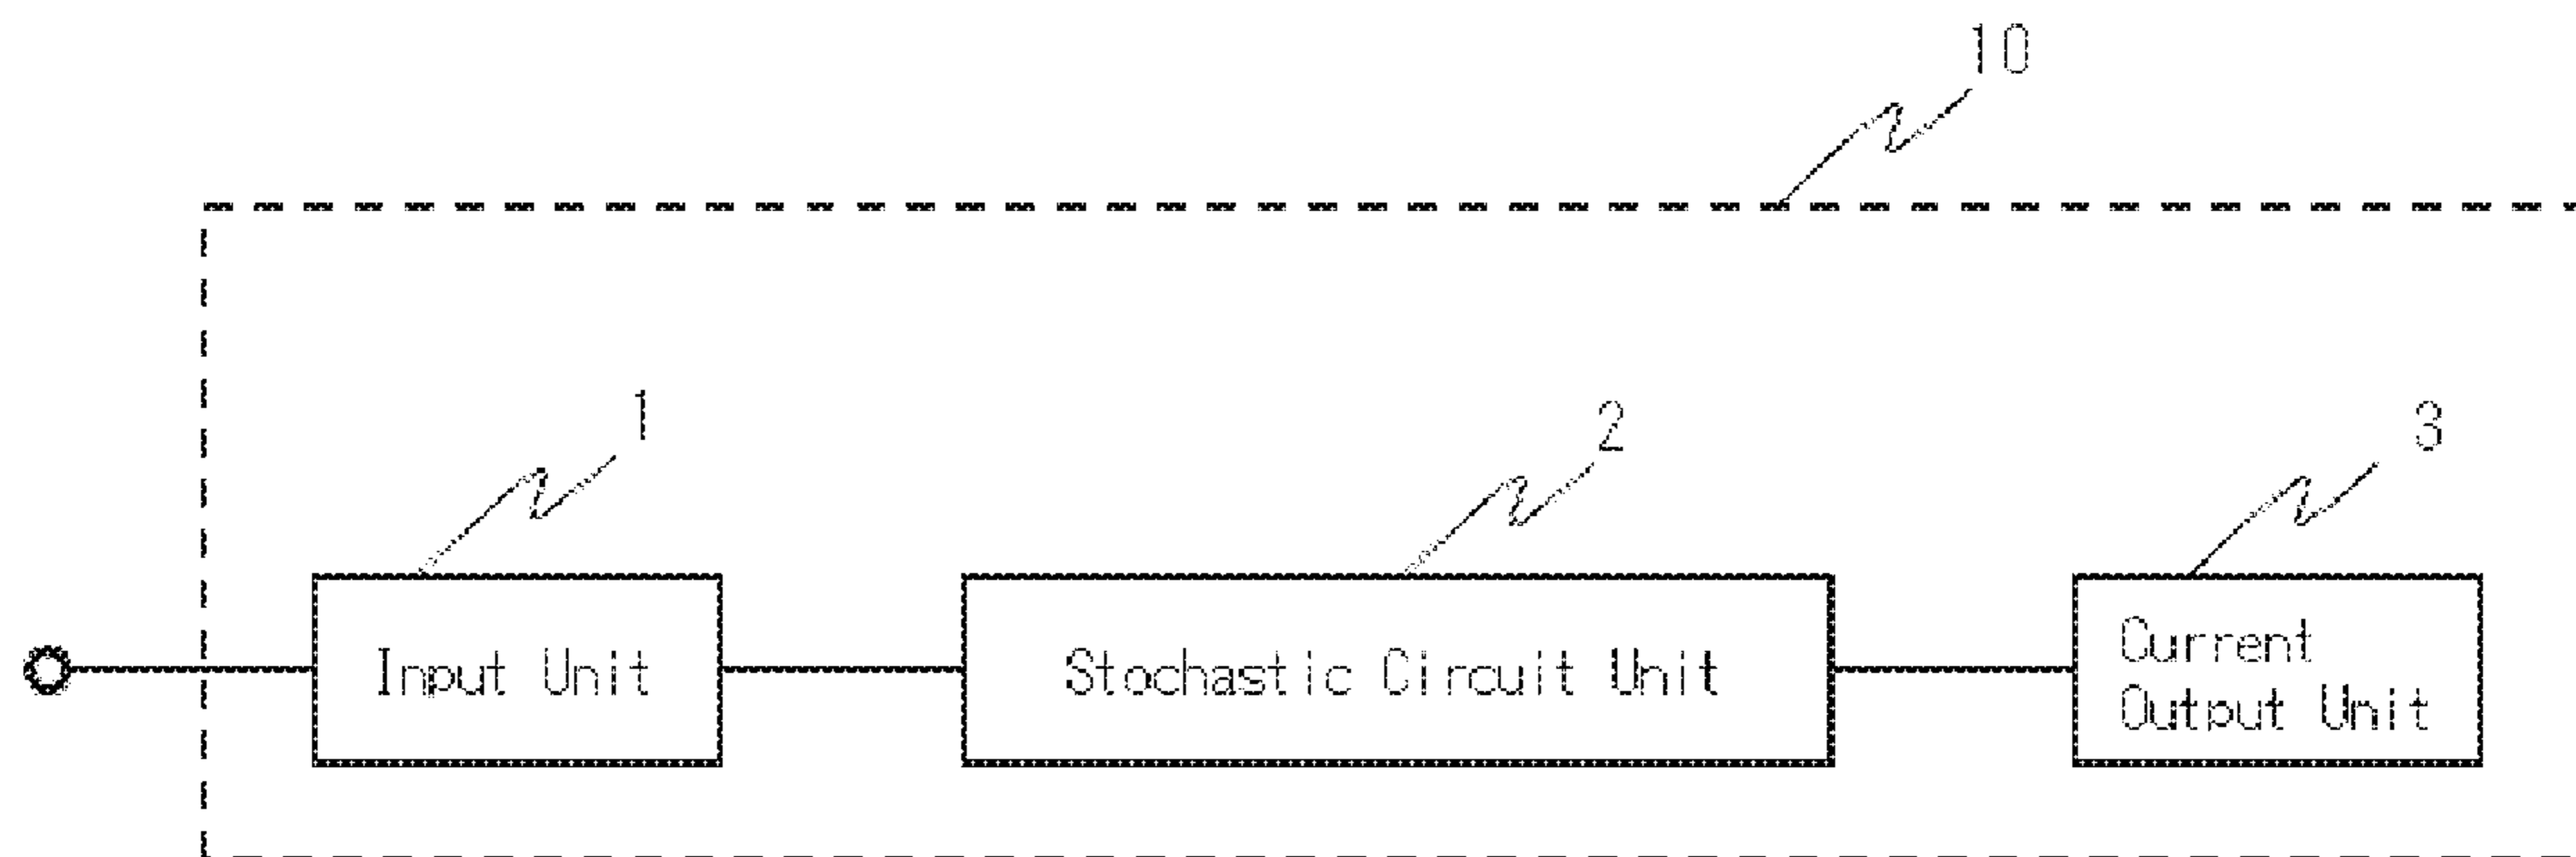 10
1
2
3
Input Unit
Stochastic Circuit Unit
Current
Output Unit